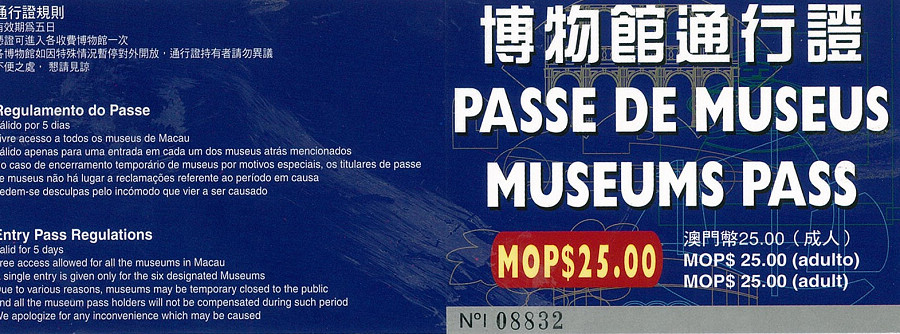 通行證規則
有效期爲五日
憑證可進入各收費博物館一次
各博物館如因特殊情況暫停對外開放，通行證持有者請勿異議
不便之處，懇請見諒
Regulamento do Passe
álido por 5 dias
ivre acesso a todos os museus de Macau
álido apenas para uma entrada em cada um dos museus atrás mencionados
o caso de encerramento temporário de museus por motivos especiais, os titulares de passe
e museus não há lugar a reclamações referente ao período em causa
edem-se desculpas pelo incómodo que vier a ser causado
Entry Pass Regulations
alid for 5 days
ree access allowed for all the museums in Macau
single entry is given only for the six designated Museums
Due to various reasons, museums may be temporary closed to the public
nd all the museum pass holders will not be compensated during such period
We apologize for any inconvenience which may be caused
博物館通行證
PASSE DE MUSEUS
MUSEUMS PASS
MOP$25.00
澳門幣25.00（成人）
MOP$ 25.00 (adulto)
MOP$ 25.00 (adult)
Nº 08832